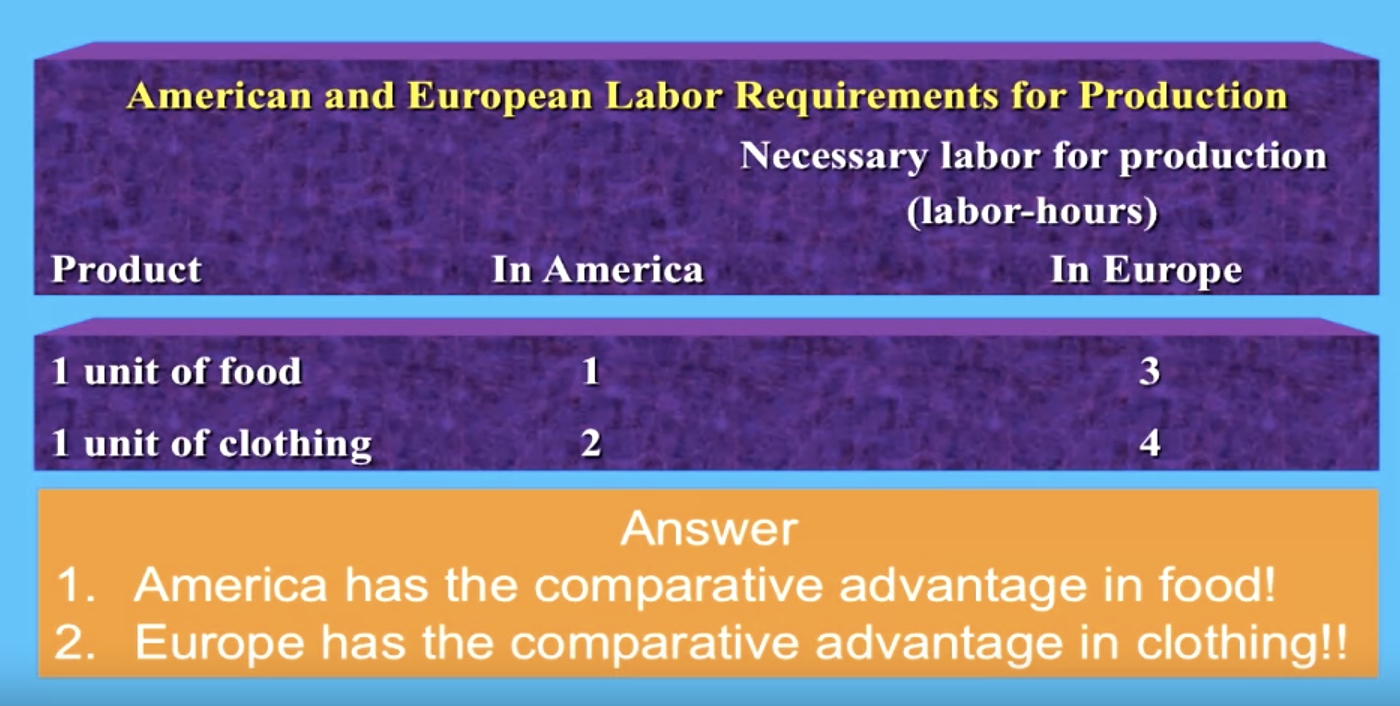 American and European Labor Requirements for Production
Necessary labor for production
(labor-hours)
Product In America In Europe
1 unit of food 1 3
1 unit of clothing 2 4
Answer
1. America has the comparative advantage in food!
2. Europe has the comparative advantage in clothing!!